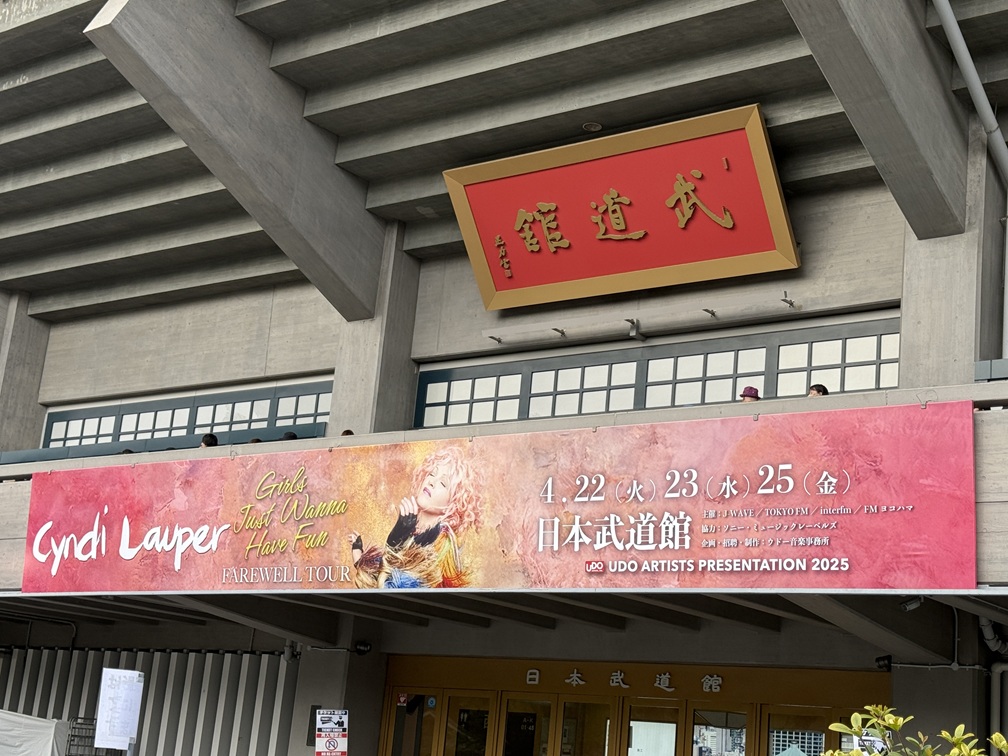 武道館
Cyndi Lauper
Girls
Just Wanna
Have Fun
FAREWELL TOUR
4.22(火)23(水)25(金)
日本武道館
主催:J-WAVE/TOKYO FM/interfm/FMヨコハマ
協力:ソニー・ミュージックレーベルズ
企画・招聘・制作:ウドー音楽事務所
UDO UDO ARTISTS PRESENTATION 2025
日本武道館